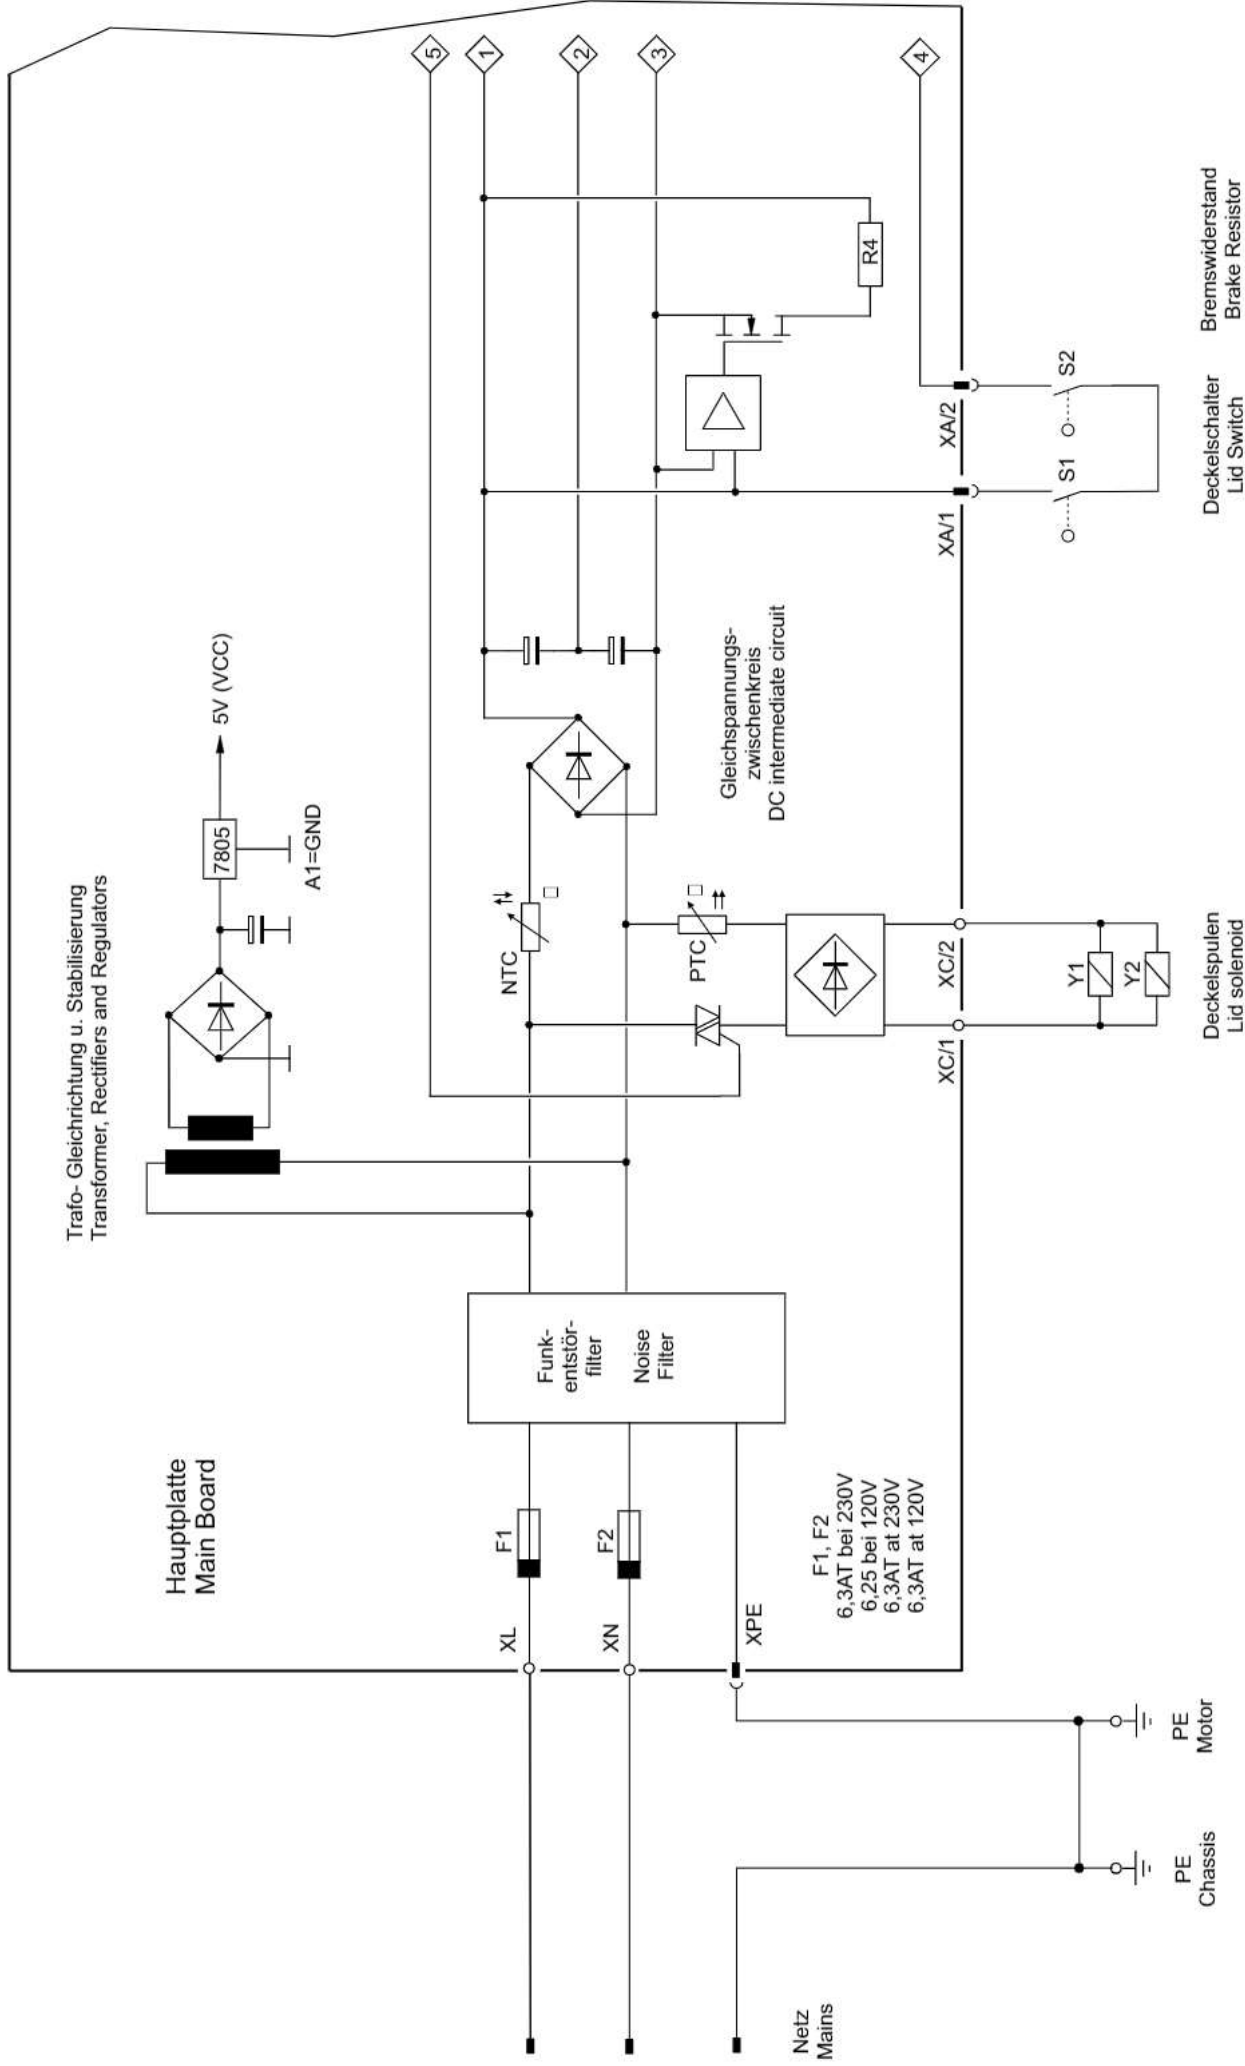 Trafo- Gleichrichtung u. Stabilisierung
Transformer, Rectifiers and Regulators
Hauptplatte
Main Board
7805
5V (VCC)
A1=GND
5
1
2
3
4
XL
F1
XN
F2
XPE
Funk-
entstör-
filter
Noise
Filter
NTC
PTC
Gleichspannungs-
zwischenkreis
DC intermediate circuit
R4
F1, F2
6,3AT bei 230V
6,25 bei 120V
6,3AT at 230V
6,3AT at 120V
XC/1
XC/2
XA/1
XA/2
Y1
Y2
S1
S2
Netz
Mains
PE
Chassis
PE
Motor
Deckelspulen
Lid solenoid
Deckelschalter
Lid Switch
Bremswiderstand
Brake Resistor